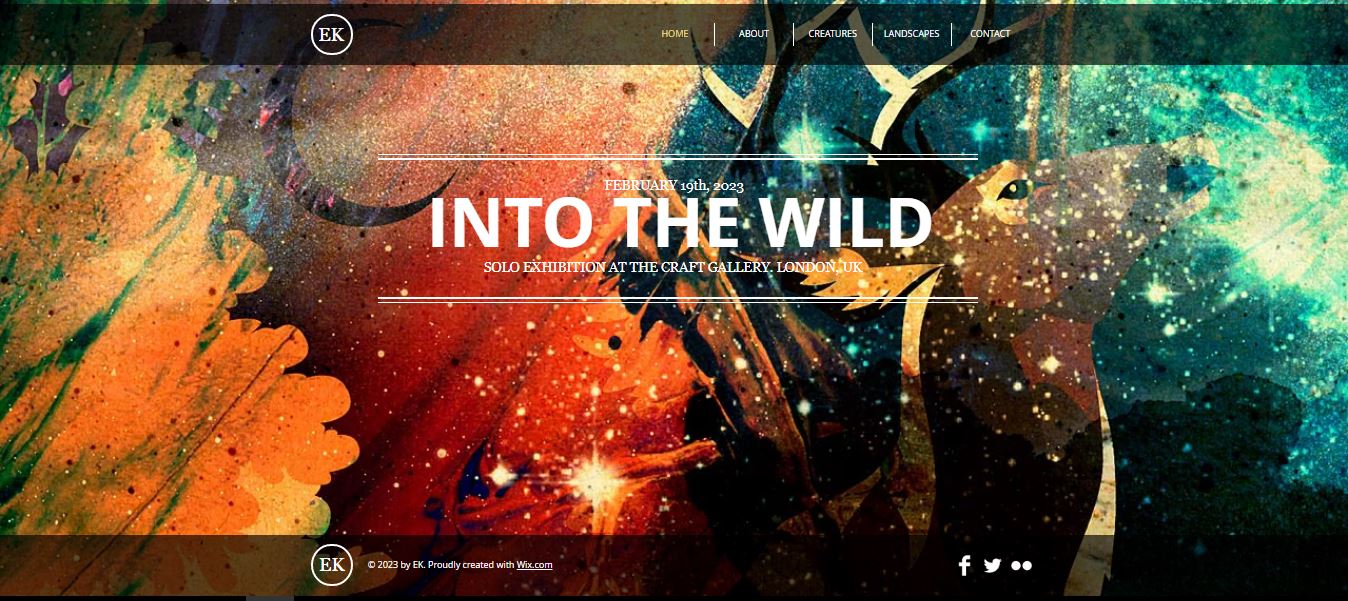 EK
HOME ABOUT CREATURES LANDSCAPES CONTACT
FEBRUARY 19th, 2023
INTO THE WILD
SOLO EXHIBITION AT THE CRAFT GALLERY. LONDON, UK
EK
© 2023 by EK. Proudly created with Wix.com